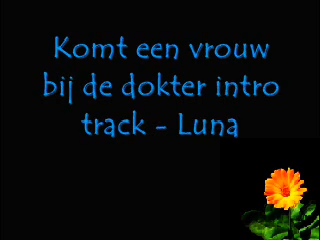 Komt een vrouw
bij de dokter intro
track - Luna